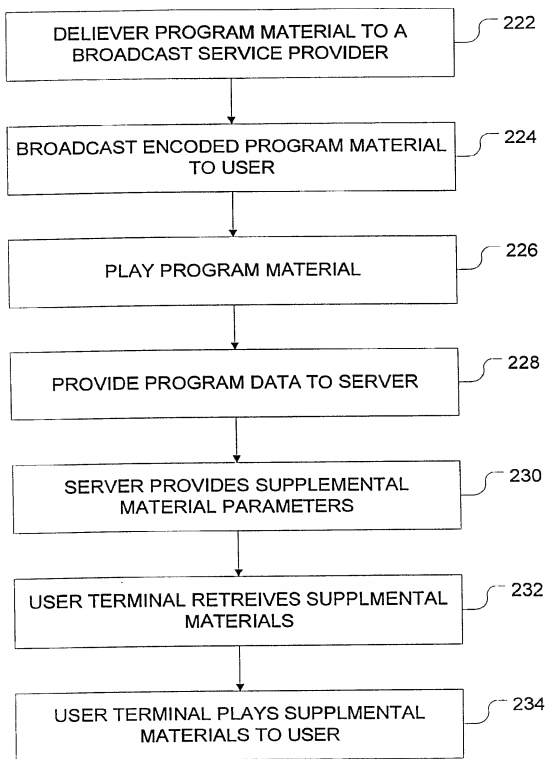 DELIEVER PROGRAM MATERIAL TO A
BROADCAST SERVICE PROVIDER
222
BROADCAST ENCODED PROGRAM MATERIAL
TO USER
224
PLAY PROGRAM MATERIAL
226
PROVIDE PROGRAM DATA TO SERVER
228
SERVER PROVIDES SUPPLEMENTAL
MATERIAL PARAMETERS
230
USER TERMINAL RETREIVES SUPPLMENTAL
MATERIALS
232
USER TERMINAL PLAYS SUPPLMENTAL
MATERIALS TO USER
234